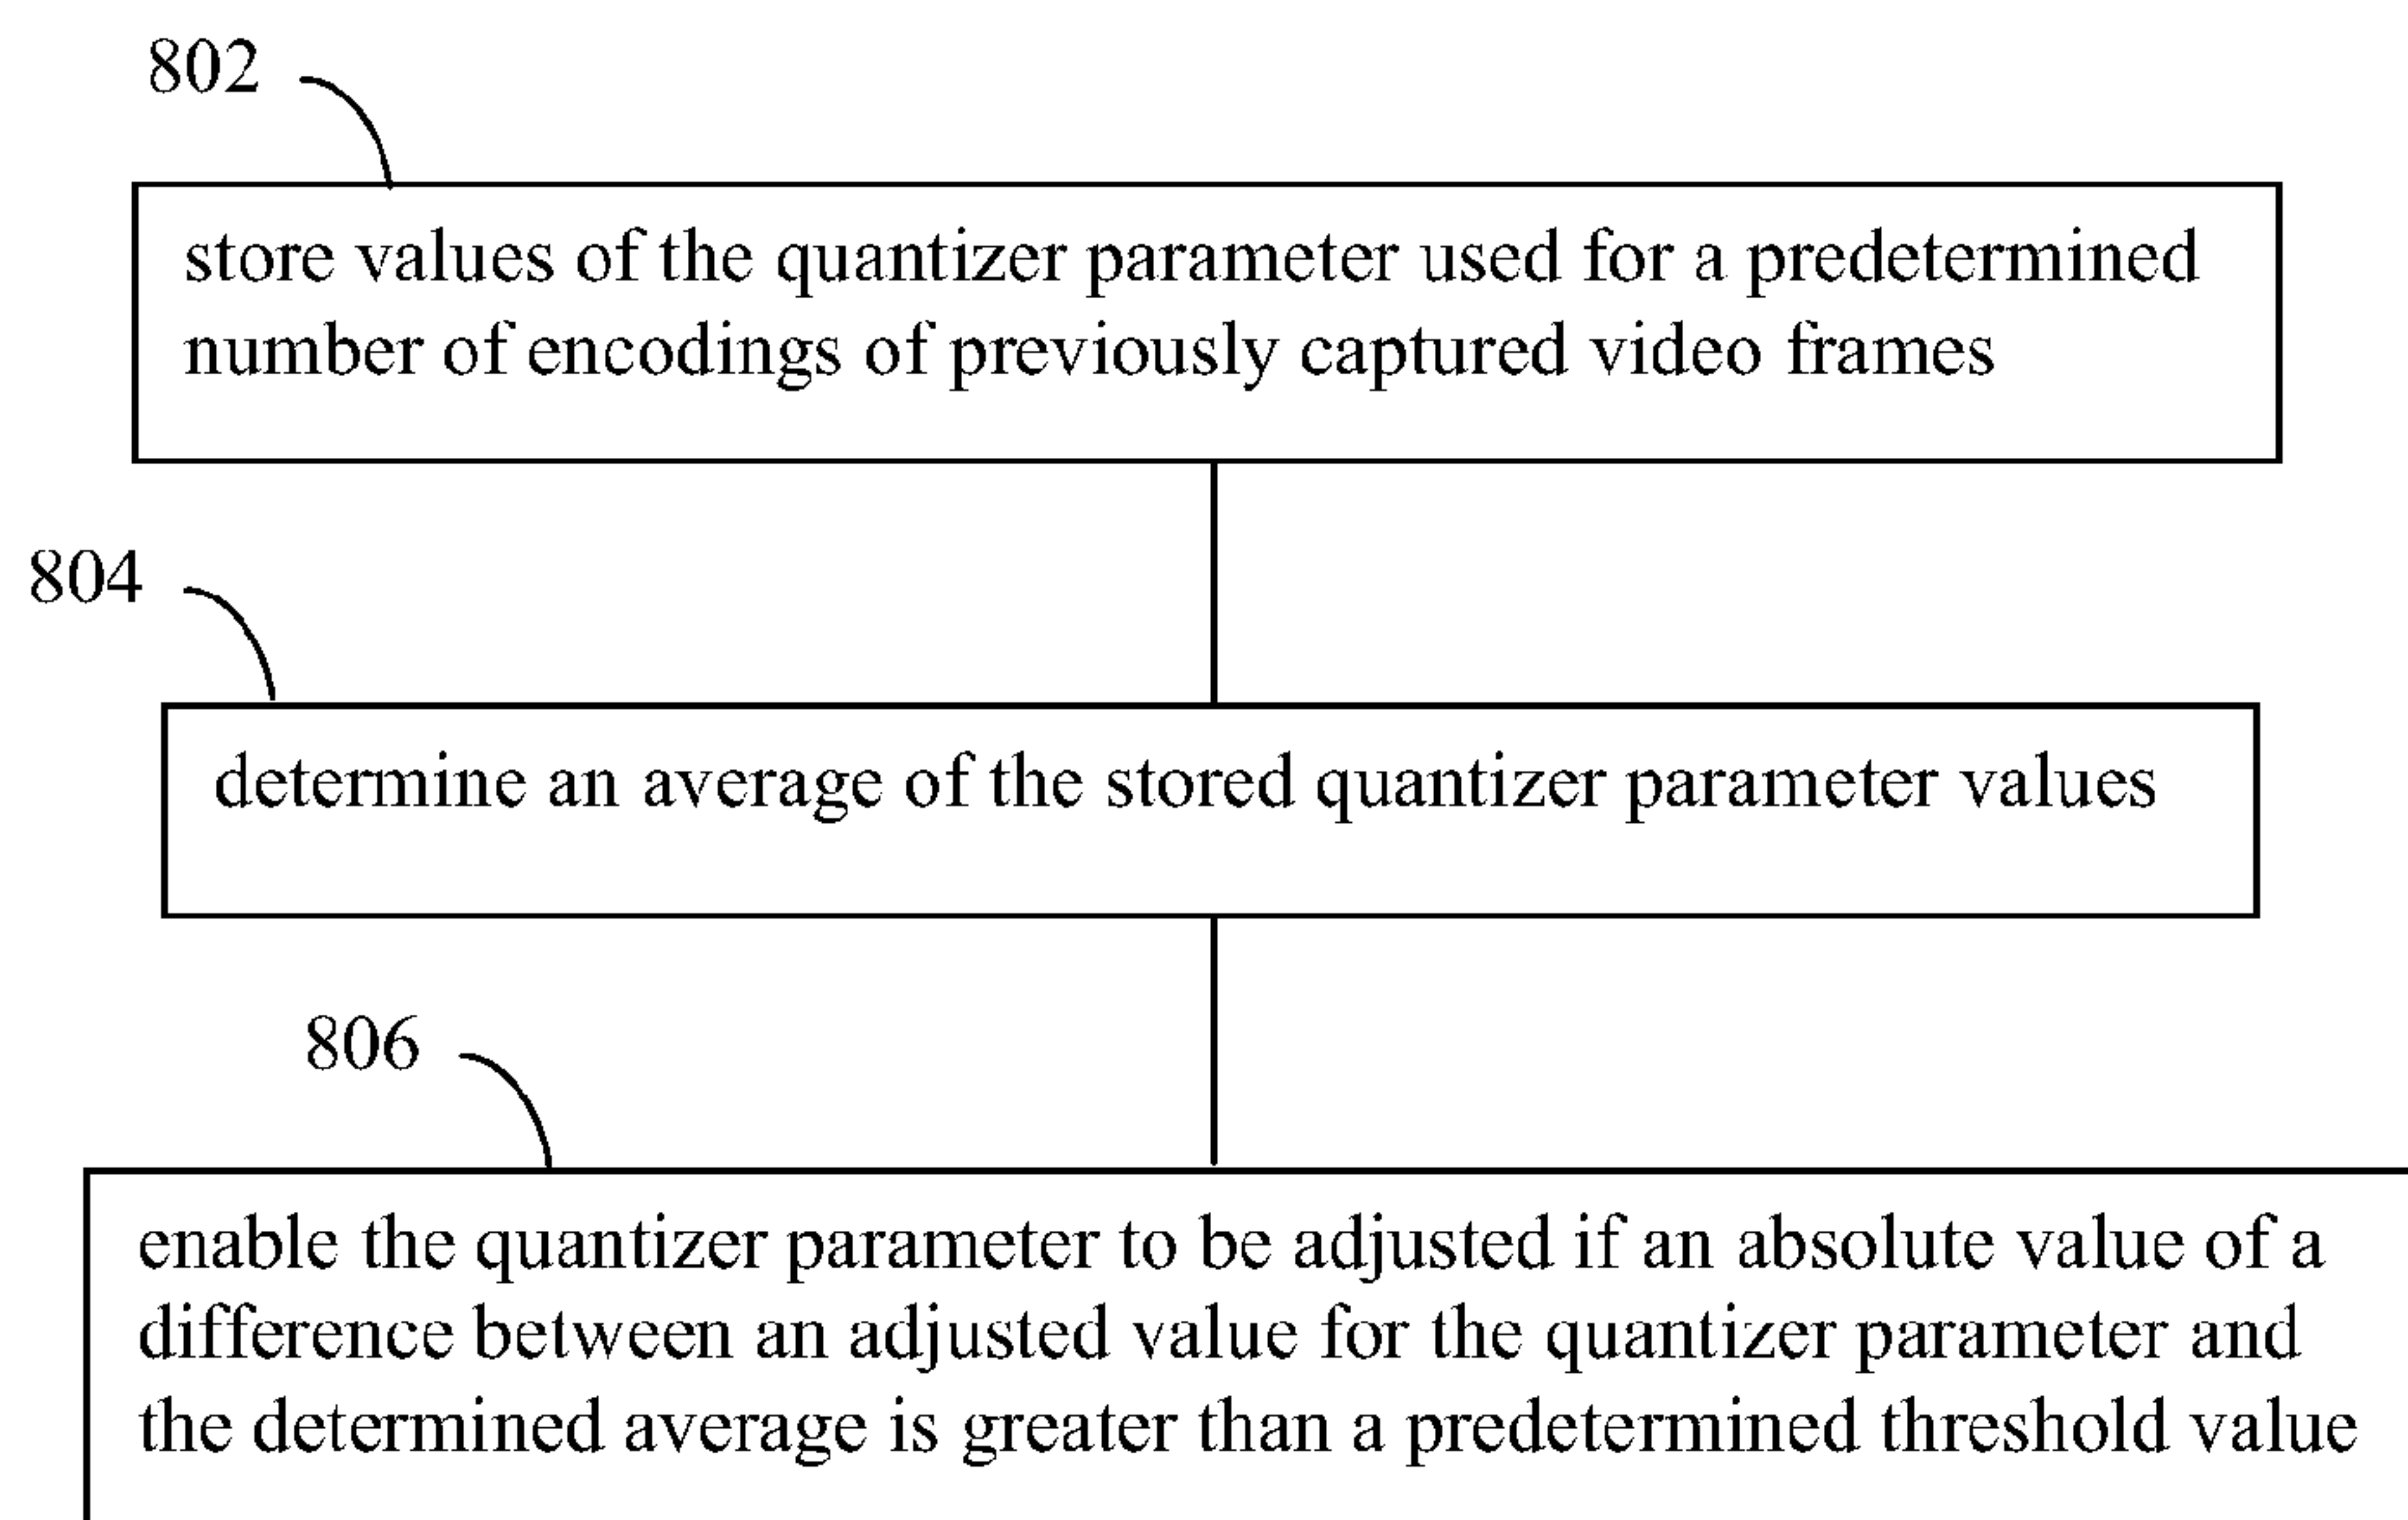 802
store values of the quantizer parameter used for a predetermined
number of encodings of previously captured video frames
804
determine an average of the stored quantizer parameter values
806
enable the quantizer parameter to be adjusted if an absolute value of a
difference between an adjusted value for the quantizer parameter and
the determined average is greater than a predetermined threshold value